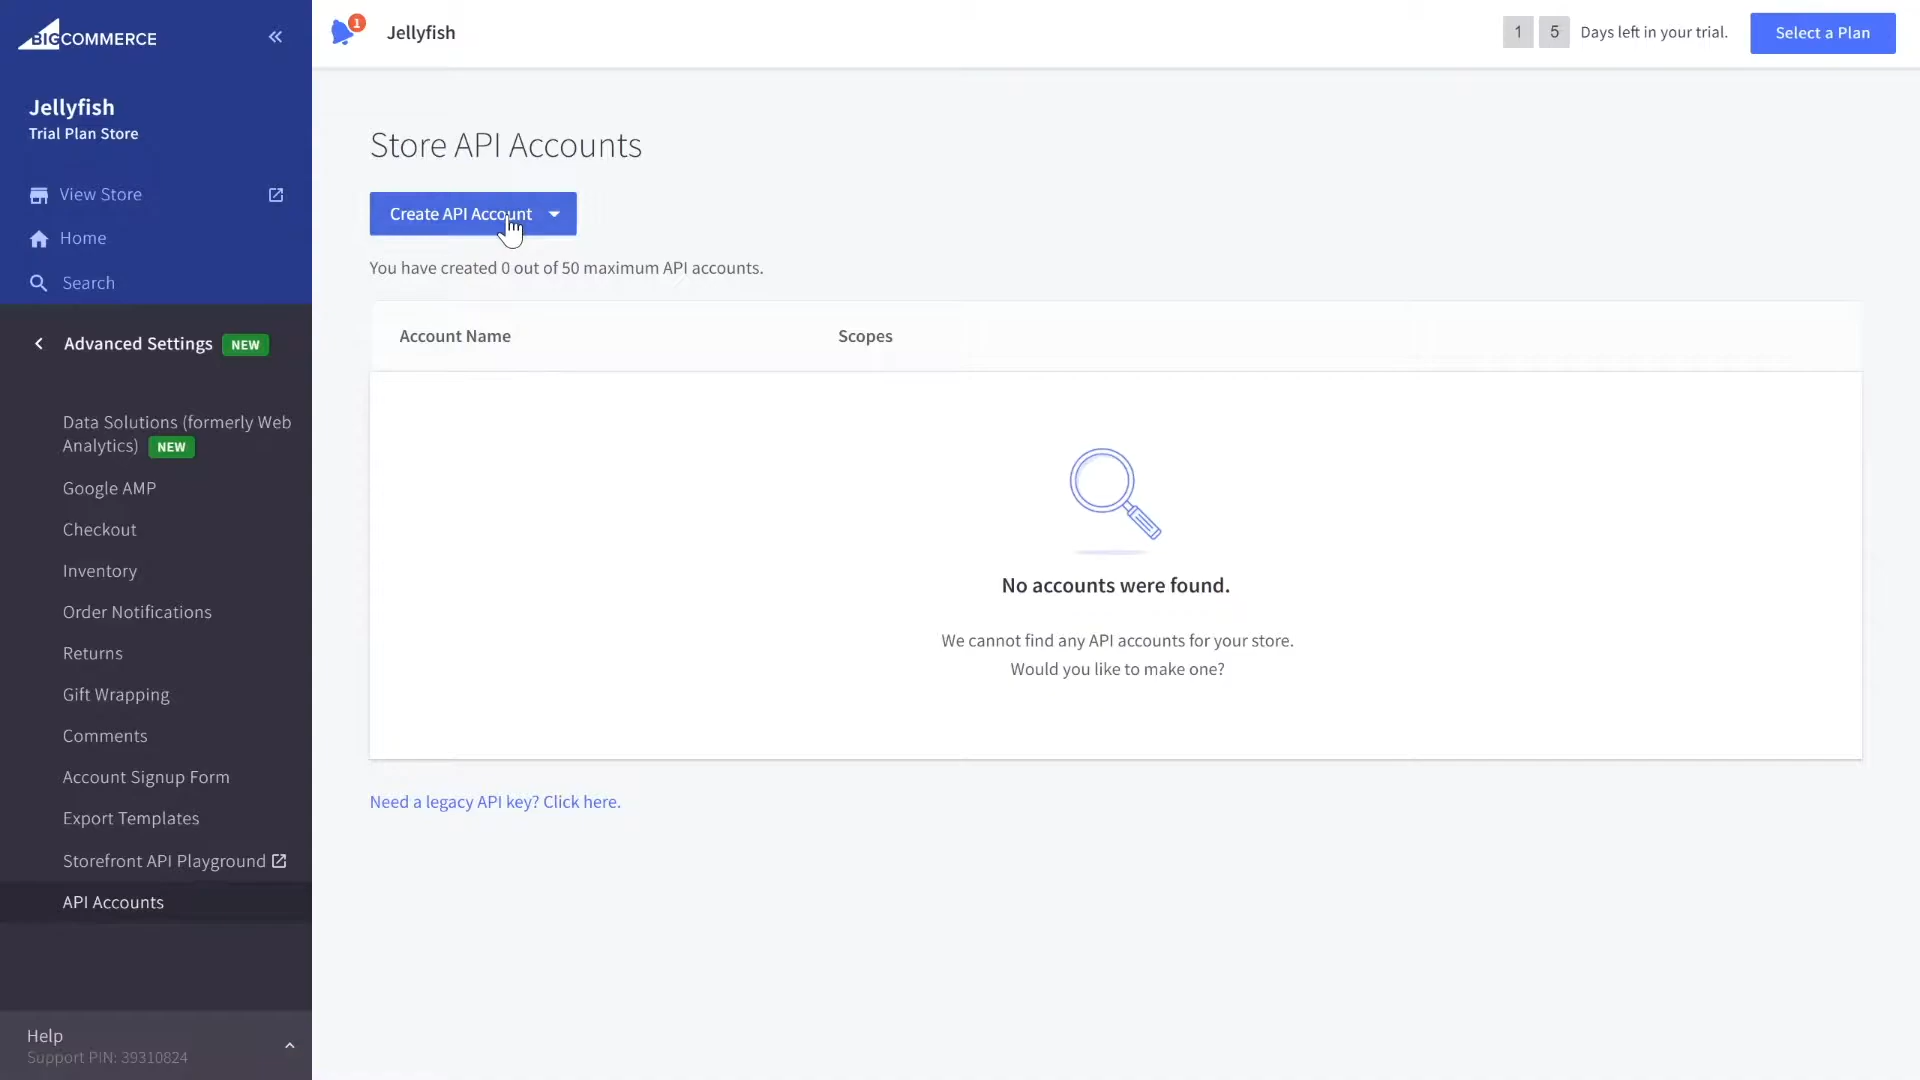 BIGCOMMERCE
Jellyfish
Trial Plan Store
View Store
Home
Search
Advanced Settings NEW
Data Solutions (formerly Web
Analytics) NEW
Google AMP
Checkout
Inventory
Order Notifications
Returns
Gift Wrapping
Comments
Account Signup Form
Export Templates
Storefront API Playground
API Accounts
Help
Support PIN: 39310824
1
Jellyfish
1 5 Days left in your trial.
Select a Plan
Store API Accounts
Create API Account
You have created 0 out of 50 maximum API accounts.
Account Name Scopes
No accounts were found.
We cannot find any API accounts for your store.
Would you like to make one?
Need a legacy API key? Click here.